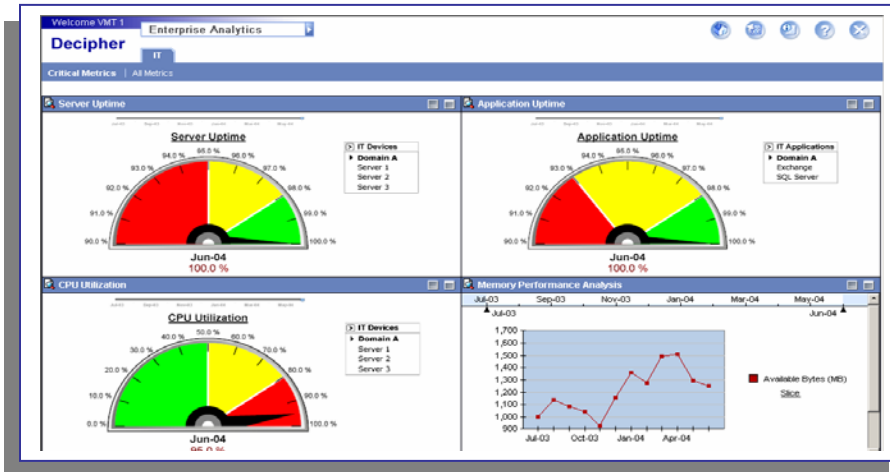 Welcome VMT 1
Enterprise Analytics
Decipher
IT
Critical Metrics | All Metrics
Server Uptime
Server Uptime
90.0 %
91.0 %
92.0 %
93.0 %
94.0 %
95.0 %
96.0 %
97.0 %
98.0 %
99.0 %
100.0 %
IT Devices
Domain A
Server 1
Server 2
Server 3
Jun-04
100.0 %
Application Uptime
Application Uptime
90.0 %
91.0 %
92.0 %
93.0 %
94.0 %
95.0 %
96.0 %
97.0 %
98.0 %
99.0 %
100.0 %
IT Applications
Domain A
Exchange
SQL Server
Jun-04
100.0 %
CPU Utilization
CPU Utilization
0.0 %
10.0 %
20.0 %
30.0 %
40.0 %
50.0 %
60.0 %
70.0 %
80.0 %
90.0 %
100.0 %
IT Devices
Domain A
Server 1
Server 2
Server 3
Jun-04
95.0 %
Memory Performance Analysis
Jul-03 Sep-03 Nov-03 Jan-04 Mar-04 May-04
Jul-03 Jun-04
1,700
1,600
1,500
1,400
1,300
1,200
1,100
1,000
900
Jul-03 Oct-03 Jan-04 Apr-04
Available Bytes (MB)
Slice